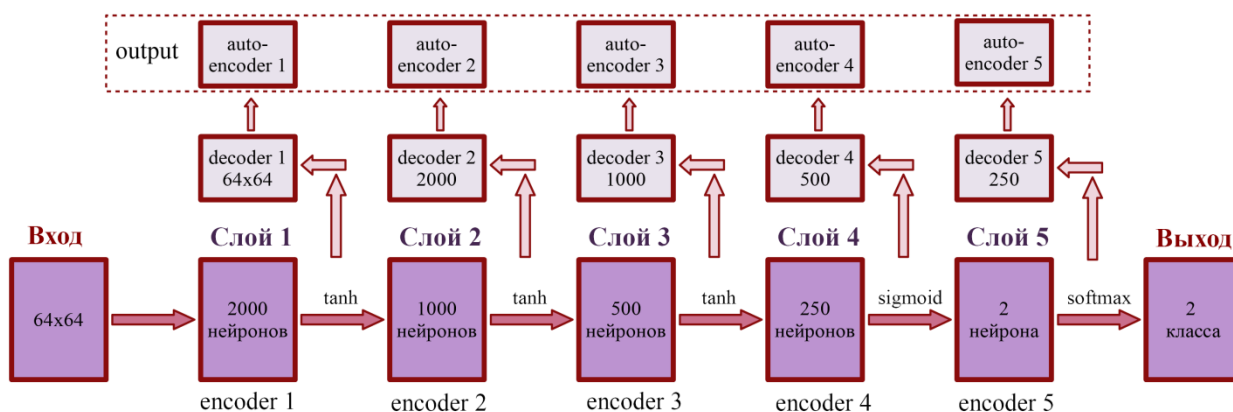 output
auto-
encoder 1
auto-
encoder 2
auto-
encoder 3
auto-
encoder 4
auto-
encoder 5
decoder 1
64x64
decoder 2
2000
decoder 3
1000
decoder 4
500
decoder 5
250
Вход
Слой 1
Слой 2
Слой 3
Слой 4
Слой 5
Выход
64x64
2000
нейронов
tanh
1000
нейронов
tanh
500
нейронов
tanh
250
нейронов
sigmoid
2
нейрона
softmax
2
класса
encoder 1
encoder 2
encoder 3
encoder 4
encoder 5